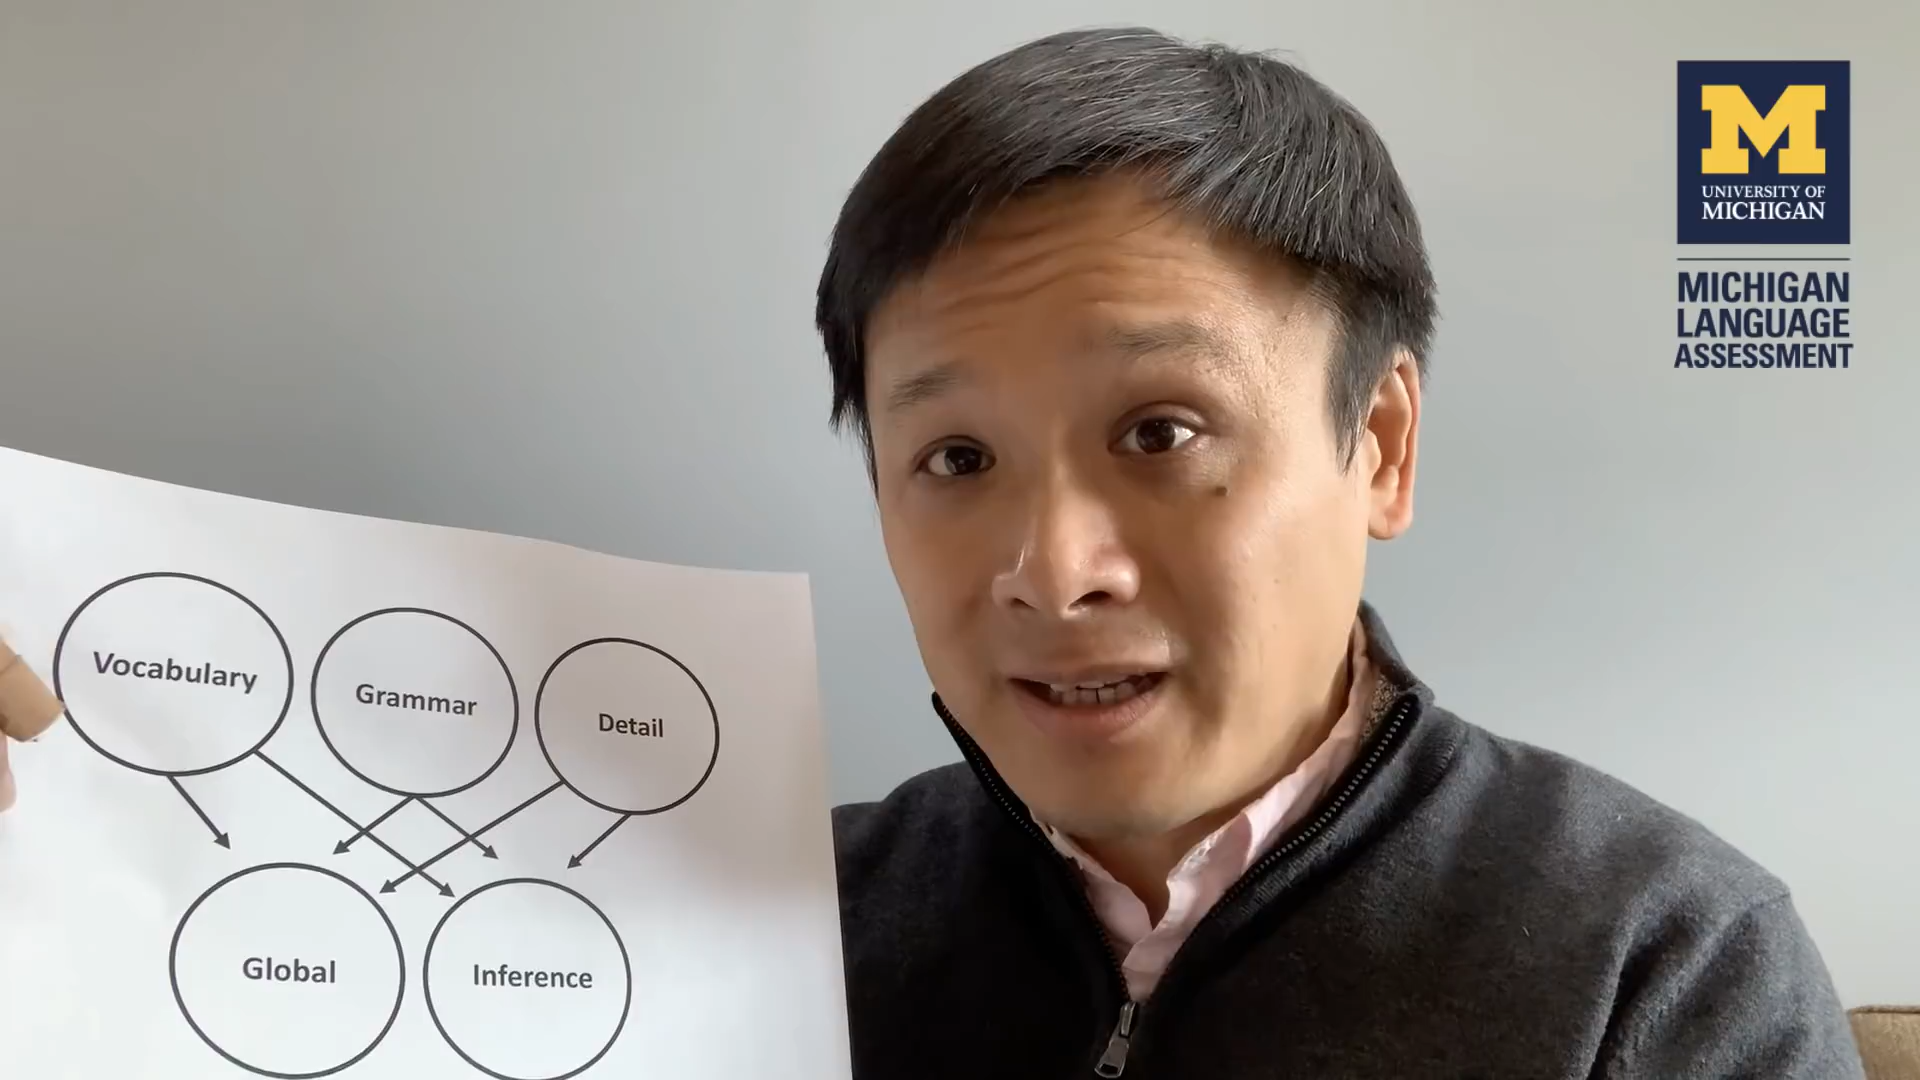 M
UNIVERSITY OF
MICHIGAN
MICHIGAN
LANGUAGE
ASSESSMENT
Vocabulary
Grammar
Detail
Global
Inference